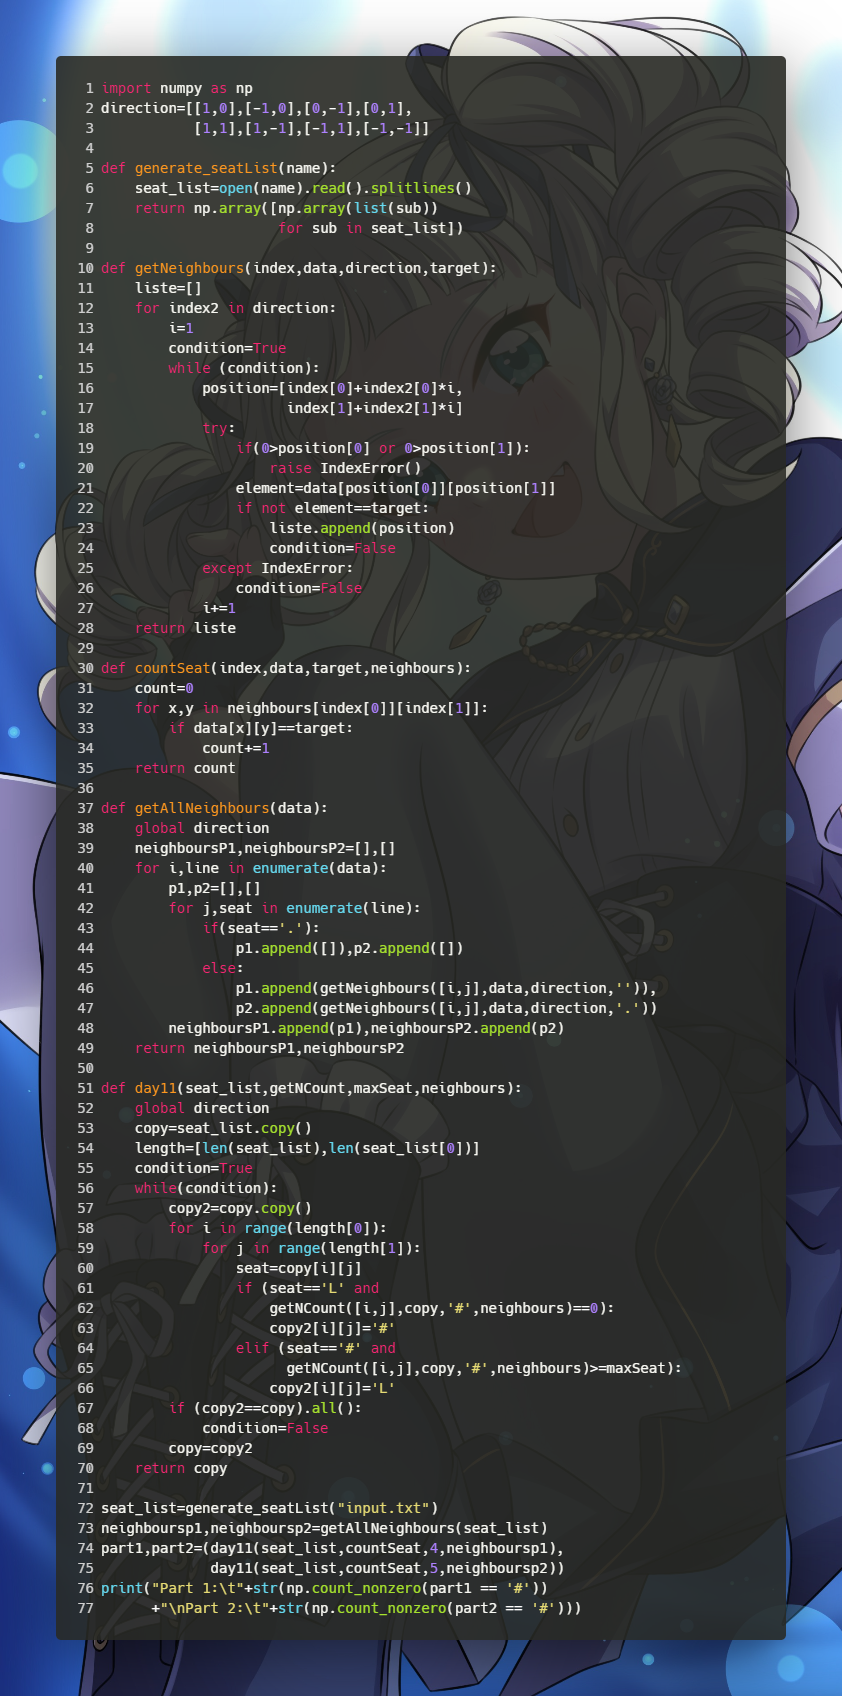 1 import numpy as np
2 direction=[[1,0],[-1,0],[0,-1],[0,1],
3            [1,1],[1,-1],[-1,1],[-1,-1]]
4
5 def generate_seatList(name):
6     seat_list=open(name).read().splitlines()
7     return np.array([np.array(list(sub))
8                      for sub in seat_list])
9
10 def getNeighbours(index,data,direction,target):
11     liste=[]
12     for index2 in direction:
13         i=1
14         condition=True
15         while (condition):
16             position=[index[0]+index2[0]*i,
17                       index[1]+index2[1]*i]
18             try:
19                 if(0>position[0] or 0>position[1]):
20                     raise IndexError()
21                 element=data[position[0]][position[1]]
22                 if not element==target:
23                     liste.append(position)
24                     condition=False
25             except IndexError:
26                 condition=False
27             i+=1
28     return liste
29
30 def countSeat(index,data,target,neighbours):
31     count=0
32     for x,y in neighbours[index[0]][index[1]]:
33         if data[x][y]==target:
34             count+=1
35     return count
36
37 def getAllNeighbours(data):
38     global direction
39     neighboursP1,neighboursP2=[],[]
40     for i,line in enumerate(data):
41         p1,p2=[],[]
42         for j,seat in enumerate(line):
43             if(seat=='.'):
44                 p1.append([]),p2.append([])
45             else:
46                 p1.append(getNeighbours([i,j],data,direction,'')),
47                 p2.append(getNeighbours([i,j],data,direction,'.'))
48         neighboursP1.append(p1),neighboursP2.append(p2)
49     return neighboursP1,neighboursP2
50
51 def day11(seat_list,getNCount,maxSeat,neighbours):
52     global direction
53     copy=seat_list.copy()
54     length=[len(seat_list),len(seat_list[0])]
55     condition=True
56     while(condition):
57         copy2=copy.copy()
58         for i in range(length[0]):
59             for j in range(length[1]):
60                 seat=copy[i][j]
61                 if (seat=='L' and
62                     getNCount([i,j],copy,'#',neighbours)==0):
63                     copy2[i][j]='#'
64                 elif (seat=='#' and
65                       getNCount([i,j],copy,'#',neighbours)>=maxSeat):
66                     copy2[i][j]='L'
67         if (copy2==copy).all():
68             condition=False
69         copy=copy2
70     return copy
71
72 seat_list=generate_seatList("input.txt")
73 neighboursp1,neighboursp2=getAllNeighbours(seat_list)
74 part1,part2=(day11(seat_list,countSeat,4,neighboursp1),
75              day11(seat_list,countSeat,5,neighboursp2))
76 print("Part 1:\t"+str(np.count_nonzero(part1 == '#'))
77       +"\nPart 2:\t"+str(np.count_nonzero(part2 == '#')))